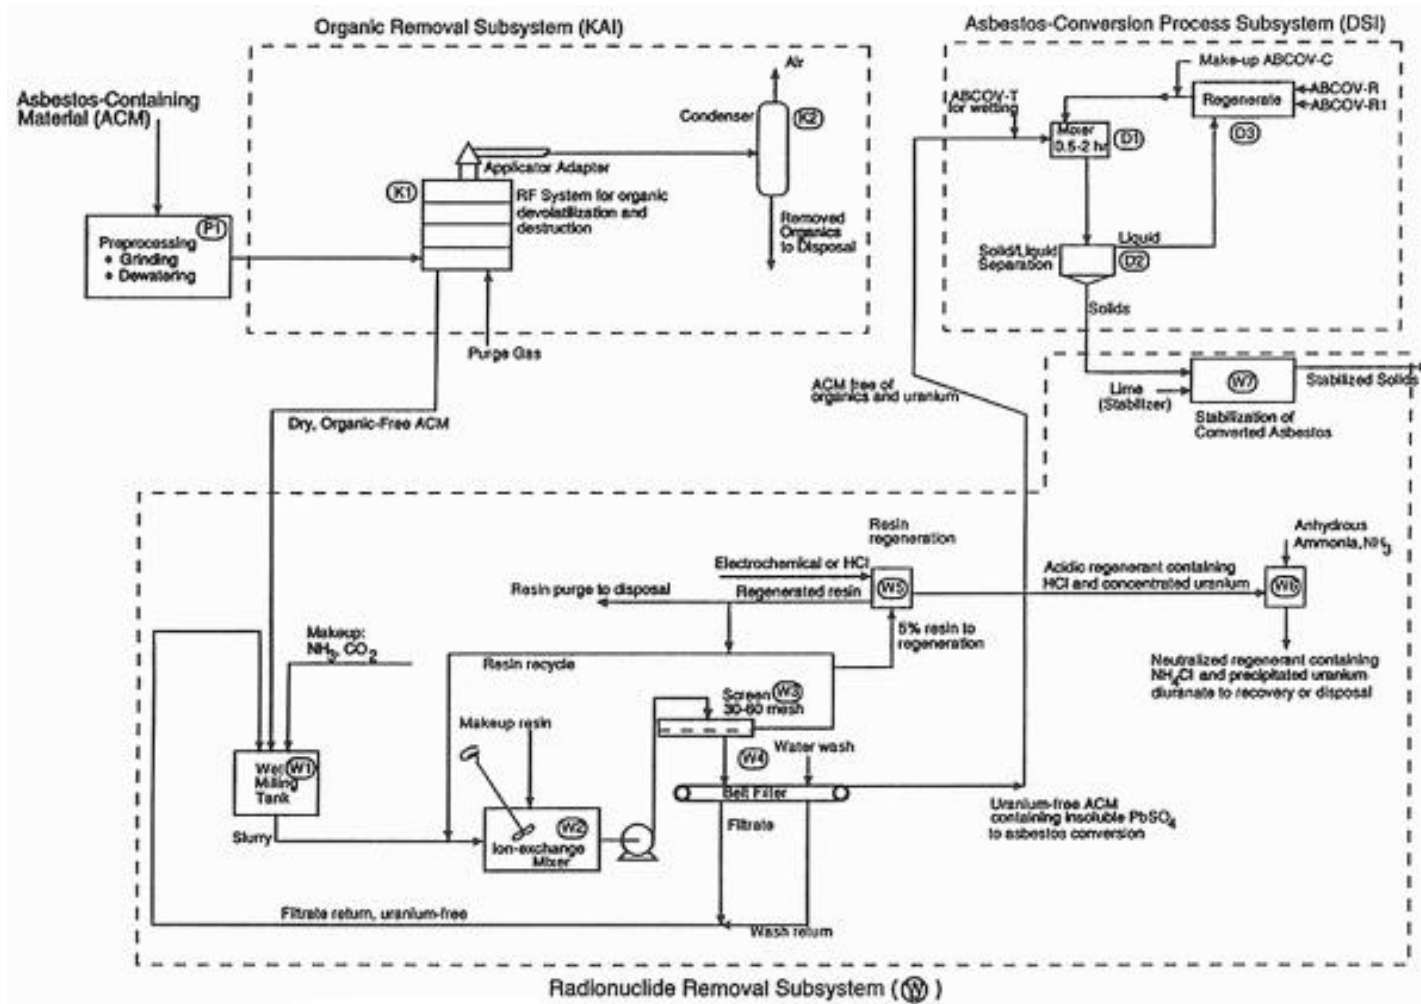 Organic Removal Subsystem (KAI)
Asbestos-Conversion Process Subsystem (DSI)
Asbestos-Containing
Material (ACM)
P1
Preprocessing
• Grinding
• Dewatering
K1
Applicator Adapter
RF System for organic
devolatilization and
destruction
Purge Gas
Air
Condenser
K2
Removed
Organics
to Disposal
Make-up ABCOV-C
ABCOV-T
for wetting
Regenerate
ABCOV-R
ABCOV-R1
D3
Mixer
0.5-2 hr
D1
Liquid
Solid/Liquid
Separation
D2
Solids
W7
Lime
(Stabilizer)
Stabilized Solids
Stabilization of
Converted Asbestos
ACM free of
organics and uranium
Dry, Organic-Free ACM
Resin
regeneration
Electrochemical or HCl
W5
Resin purge to disposal
Regenerated resin
5% resin to
regeneration
Acidic regenerant containing
HCl and concentrated uranium
Anhydrous
Ammonia, NH3
W6
Neutralized regenerant containing
NH4Cl and precipitated uranium
diuranate to recovery or disposal
Makeup:
NH3, CO2
Resin recycle
Screen W3
30-60 mesh
Makeup resin
Water wash
W4
Belt Filter
Wet W1
Milling
Tank
Slurry
W2
Ion-exchange
Mixer
Filtrate
Uranium-free ACM
containing insoluble PbSO4
to asbestos conversion
Filtrate return, uranium-free
Wash return
Radionuclide Removal Subsystem (W)